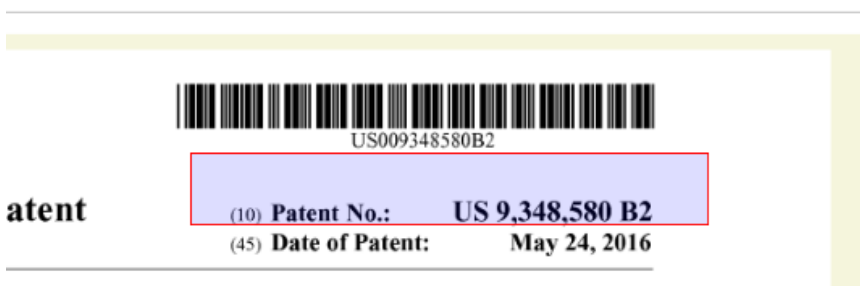 US009348580B2
atent (10) Patent No.: US 9,348,580 B2
(45) Date of Patent: May 24, 2016